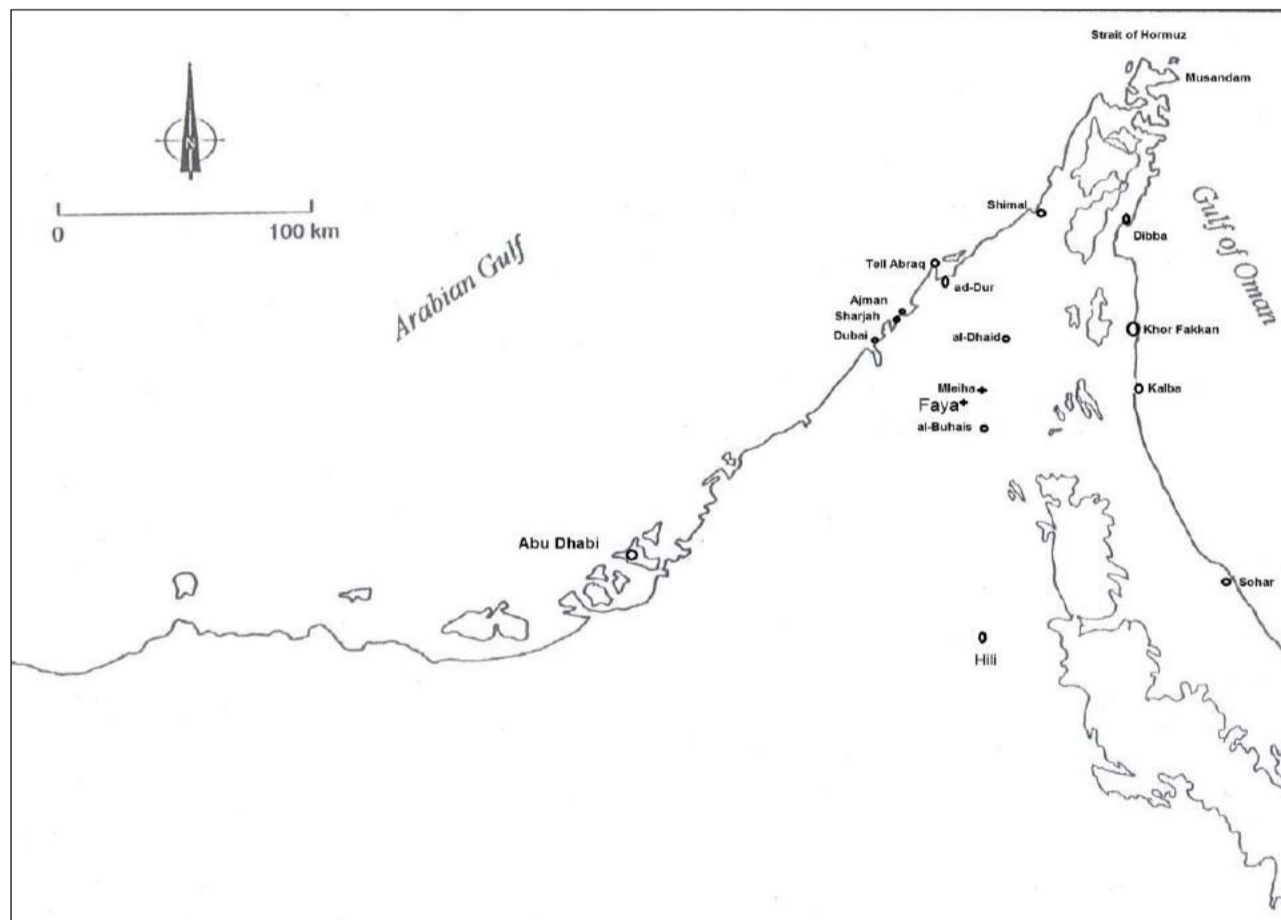 Strait of Hormuz
Musandam
N
0 100 km
Arabian Gulf
Gulf of Oman
Shimal
Dibba
Tell Abraq
ad-Dur
Ajman
Sharjah
Dubai
al-Dhaid
Khor Fakkan
Mleiha
Kalba
Faya
al-Buhais
Abu Dhabi
Sohar
Hili